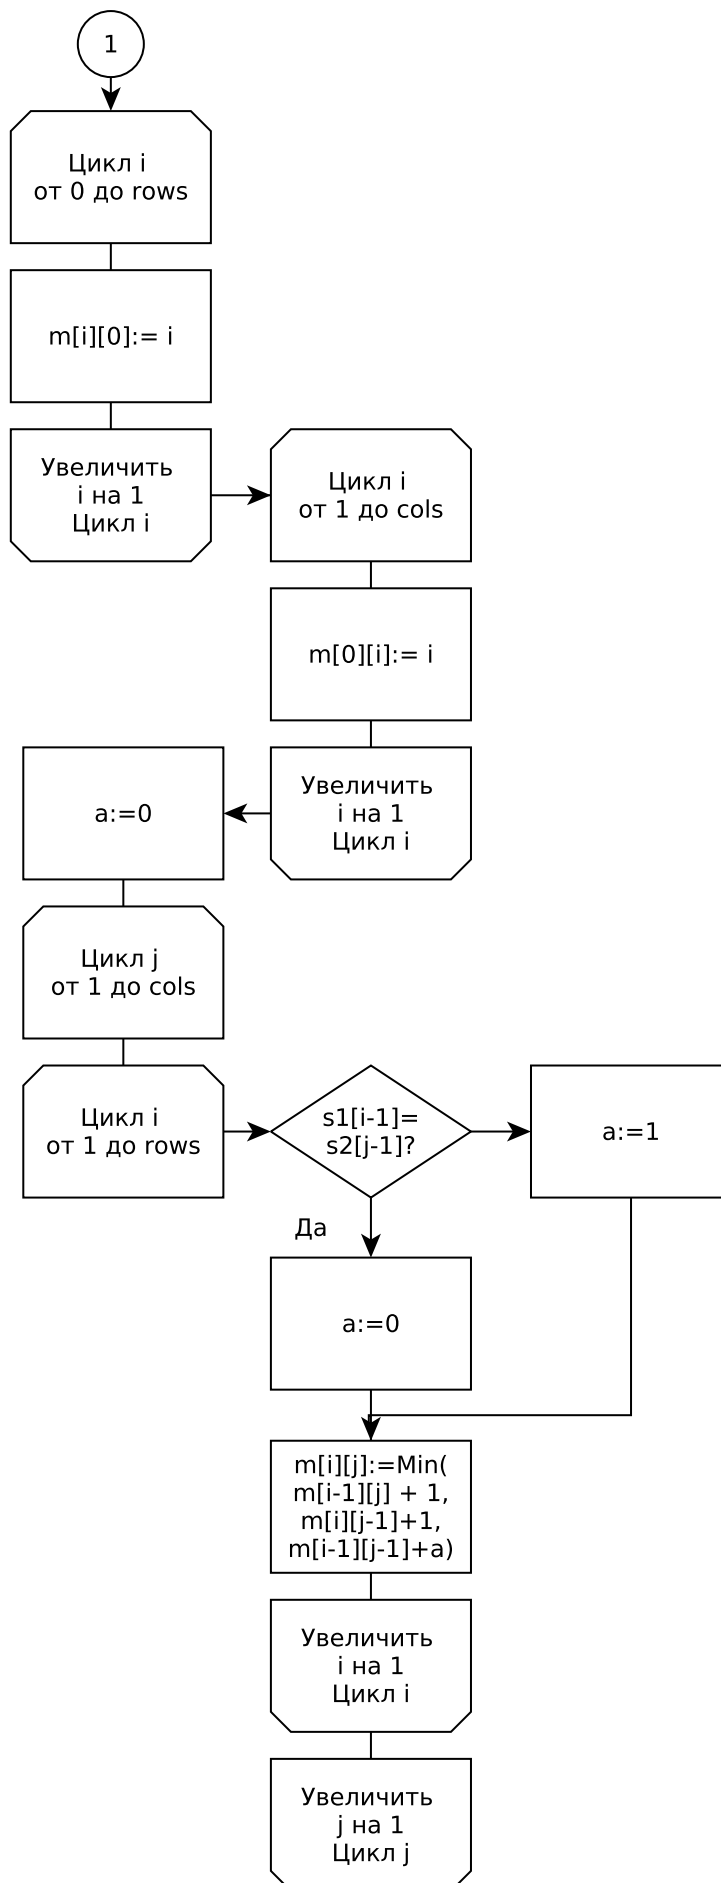 1
Цикл i
от 0 до rows
m[i][0]:= i
Увеличить
i на 1
Цикл i
Цикл i
от 1 до cols
m[0][i]:= i
Увеличить
i на 1
Цикл i
a:=0
Цикл j
от 1 до cols
Цикл i
от 1 до rows
s1[i-1]=
s2[j-1]?
a:=1
Да
a:=0
m[i][j]:=Min(
m[i-1][j] + 1,
m[i][j-1]+1,
m[i-1][j-1]+a)
Увеличить
i на 1
Цикл i
Увеличить
j на 1
Цикл j